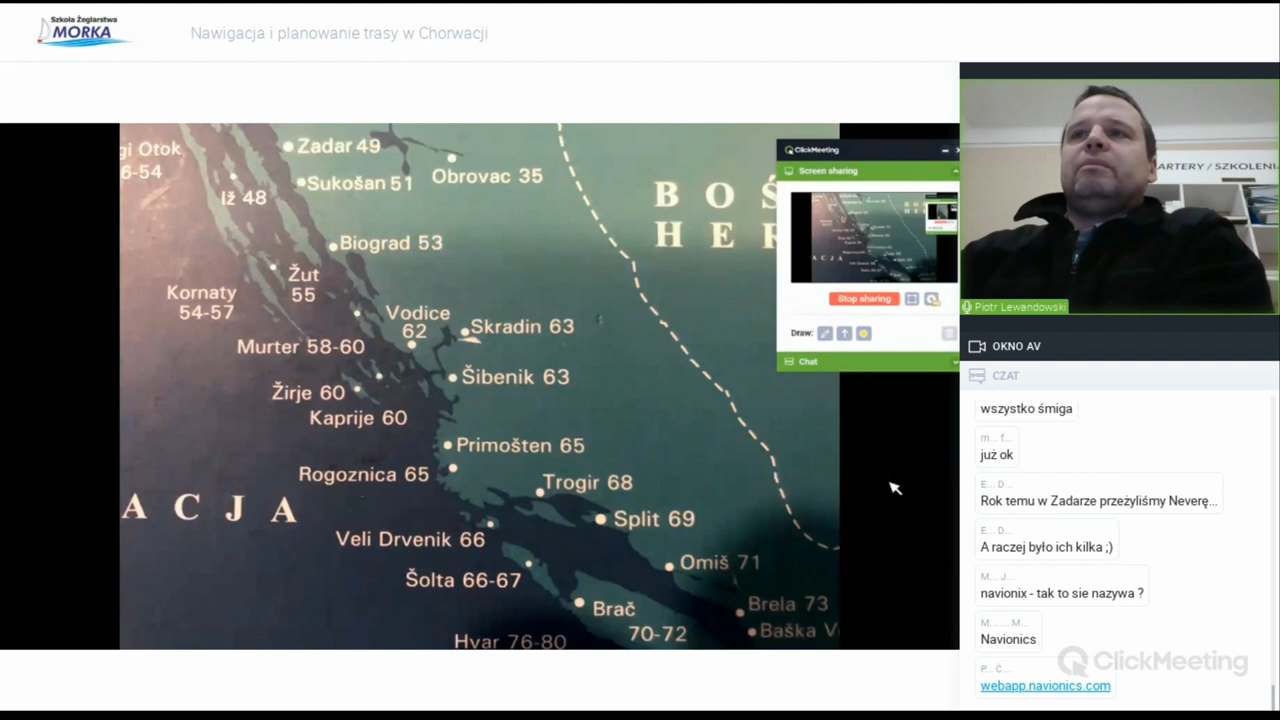 Szkoła Żeglarstwa
MORKA
Nawigacja i planowanie trasy w Chorwacji
gi Otok
6-54
Zadar 49
Obrovac 35
Iž 48
Sukošan 51
BOŚ
HER
Biograd 53
Žut
55
Kornaty
54-57
Vodice
62
Skradin 63
Murter 58-60
Šibenik 63
Žirje 60
Kaprije 60
Primošten 65
Rogoznica 65
Trogir 68
ACJA
Split 69
Veli Drvenik 66
Omiš 71
Šolta 66-67
Brač
70-72
Brela 73
Baška V
Hvar 76-80
ClickMeeting
Screen sharing
Stop sharing
Draw:
Chat
ARTERY / SZKOLENI
Piotr Lewandowski
OKNO AV
CZAT
wszystko śmiga
m... f...
już ok
E... D...
Rok temu w Zadarze przeżyliśmy Neverę...
E... D...
A raczej było ich kilka ;)
M... J...
navionix - tak to sie nazywa ?
M... ... M...
Navionics
P... Ć...
webapp.navionics.com
ClickMeeting